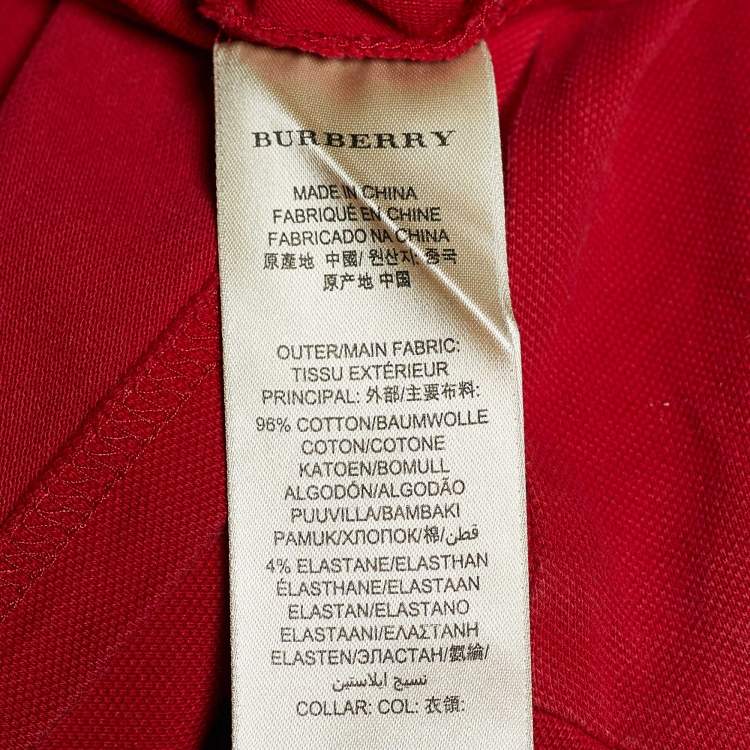 BURBERRY
MADE IN CHINA
FABRIQUÉ EN CHINE
FABRICADO NA CHINA
原產地 中國/ 원산지: 중국
原产地 中国
OUTER/MAIN FABRIC:
TISSU EXTÉRIEUR
PRINCIPAL: 外部/主要布料:
96% COTTON/BAUMWOLLE
COTON/COTONE
KATOEN/BOMULL
ALGODÓN/ALGODÃO
PUUVILLA/BAMBAKI
PAMUK/ХЛОПОК/棉/قطن
4% ELASTANE/ELASTHAN
ÉLASTHANE/ELASTAAN
ELASTAN/ELASTANO
ELASTAANI/ΕΛΑΣΤΑΝΗ
ELASTEN/ЭЛАСТАН/氨綸/
نسيج ايلاستين
COLLAR: COL: 衣領: